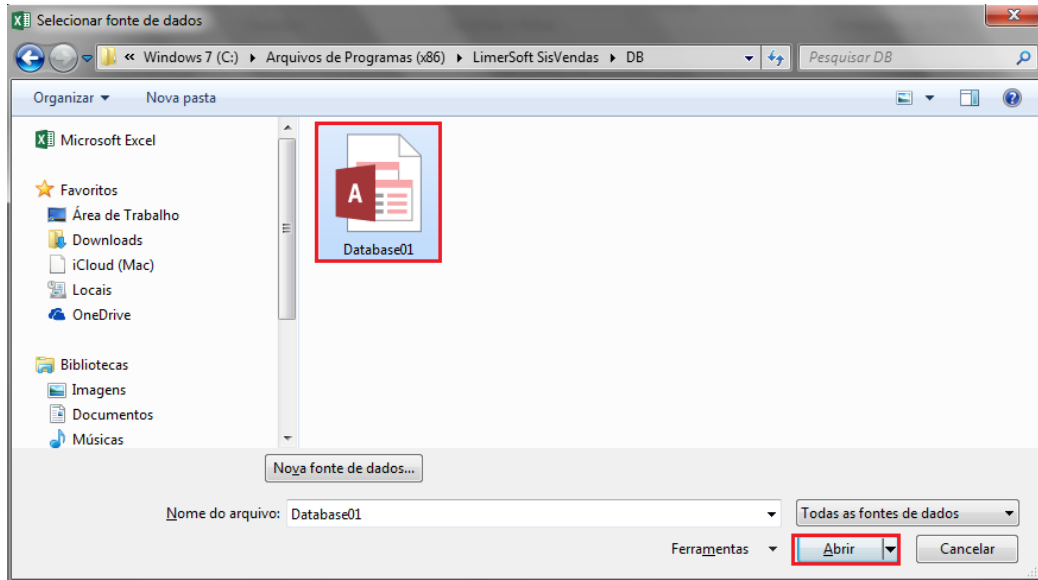 Selecionar fonte de dados
« Windows 7 (C:) Arquivos de Programas (x86) LimerSoft SisVendas DB Pesquisar DB
Organizar Nova pasta
Microsoft Excel
Favoritos
Área de Trabalho
Downloads
iCloud (Mac)
Locais
OneDrive
Bibliotecas
Imagens
Documentos
Músicas
A
Database01
Nova fonte de dados...
Nome do arquivo: Database01 Todas as fontes de dados
Ferramentas Abrir Cancelar